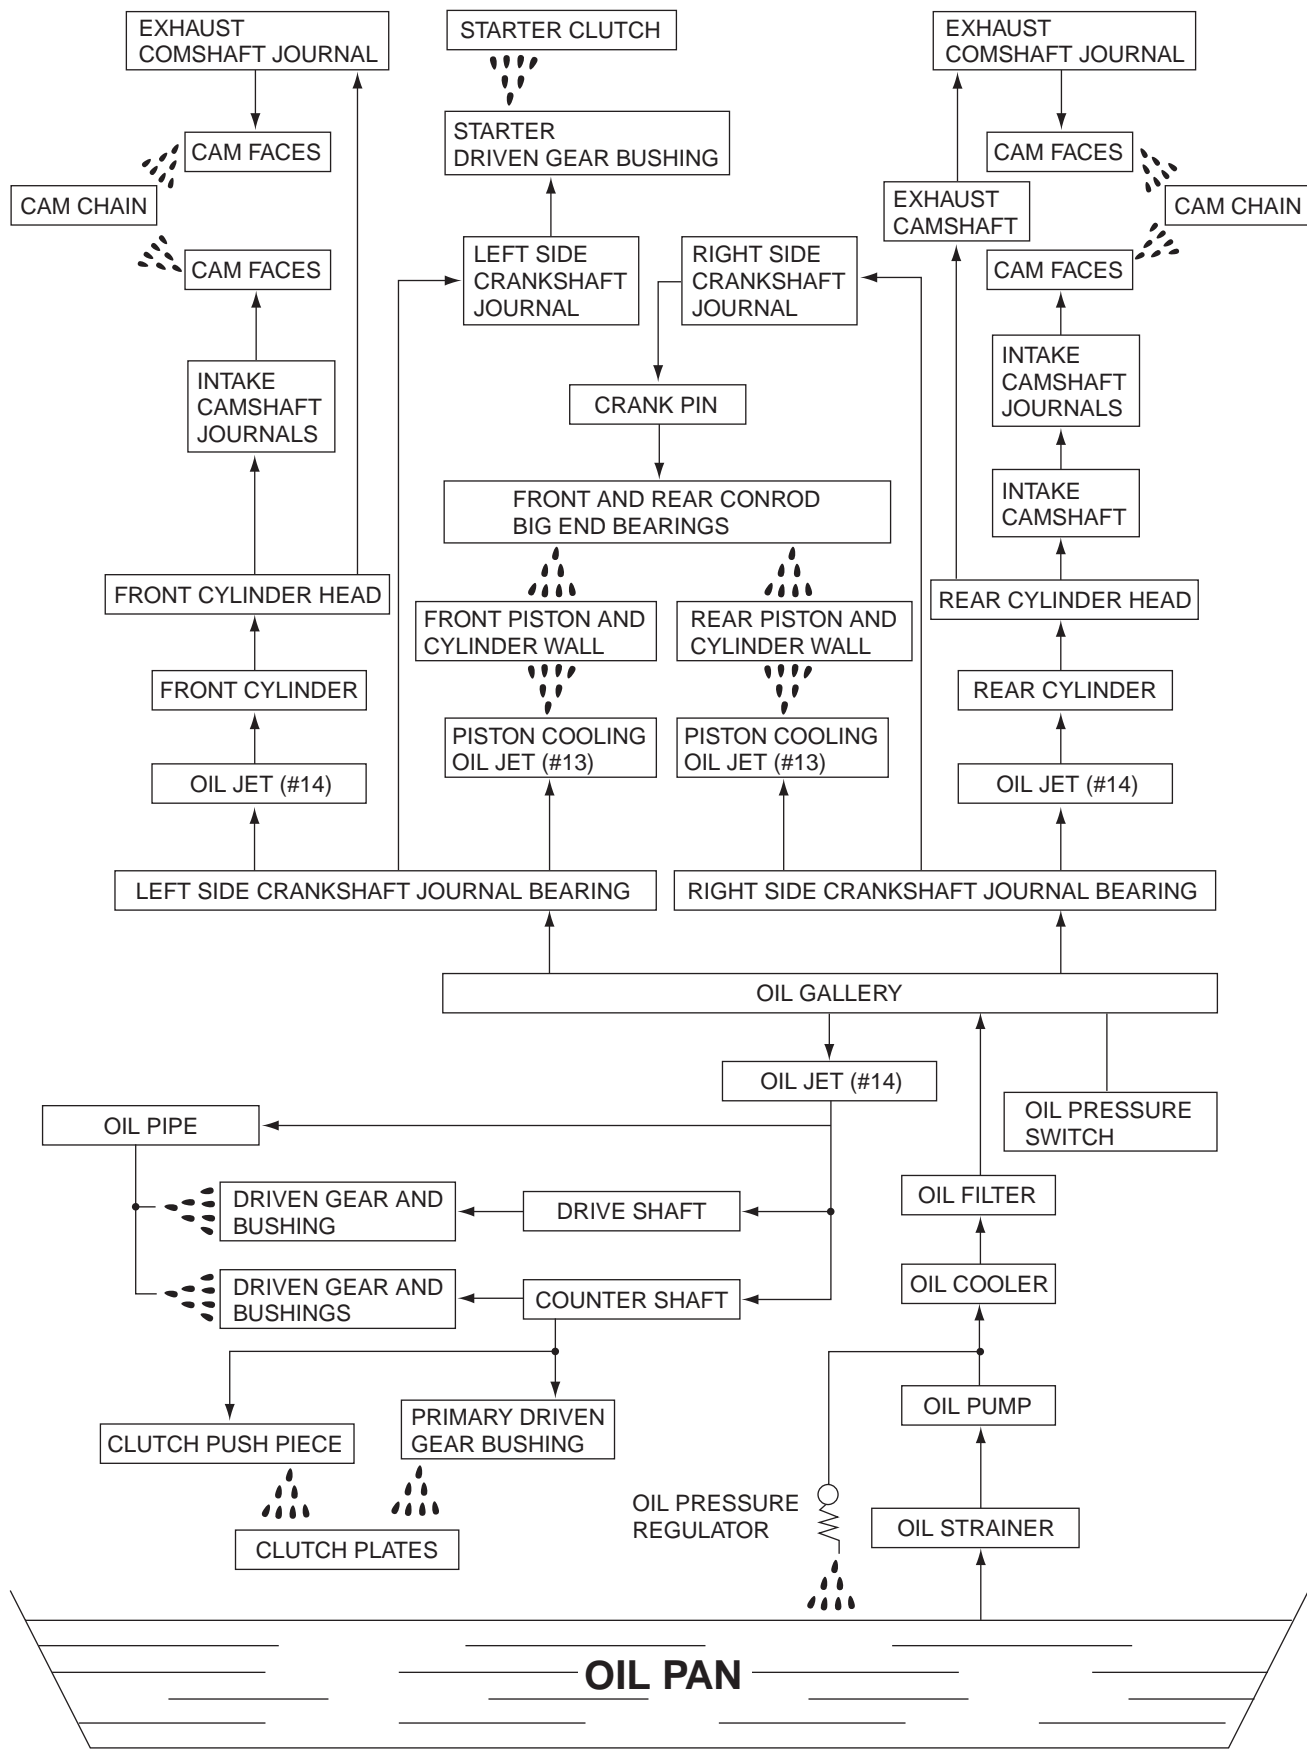 EXHAUST
COMSHAFT JOURNAL
STARTER CLUTCH
EXHAUST
COMSHAFT JOURNAL
STARTER
DRIVEN GEAR BUSHING
CAM FACES
CAM FACES
CAM CHAIN
EXHAUST
CAMSHAFT
CAM CHAIN
CAM FACES
LEFT SIDE
CRANKSHAFT
JOURNAL
RIGHT SIDE
CRANKSHAFT
JOURNAL
CAM FACES
INTAKE
CAMSHAFT
JOURNALS
CRANK PIN
INTAKE
CAMSHAFT
JOURNALS
FRONT AND REAR CONROD
BIG END BEARINGS
INTAKE
CAMSHAFT
FRONT CYLINDER HEAD
FRONT PISTON AND
CYLINDER WALL
REAR PISTON AND
CYLINDER WALL
REAR CYLINDER HEAD
FRONT CYLINDER
REAR CYLINDER
PISTON COOLING
OIL JET (#13)
PISTON COOLING
OIL JET (#13)
OIL JET (#14)
OIL JET (#14)
LEFT SIDE CRANKSHAFT JOURNAL BEARING
RIGHT SIDE CRANKSHAFT JOURNAL BEARING
OIL GALLERY
OIL JET (#14)
OIL PIPE
OIL PRESSURE
SWITCH
DRIVEN GEAR AND
BUSHING
DRIVE SHAFT
OIL FILTER
DRIVEN GEAR AND
BUSHINGS
COUNTER SHAFT
OIL COOLER
CLUTCH PUSH PIECE
PRIMARY DRIVEN
GEAR BUSHING
OIL PUMP
OIL PRESSURE
REGULATOR
OIL STRAINER
CLUTCH PLATES
OIL PAN